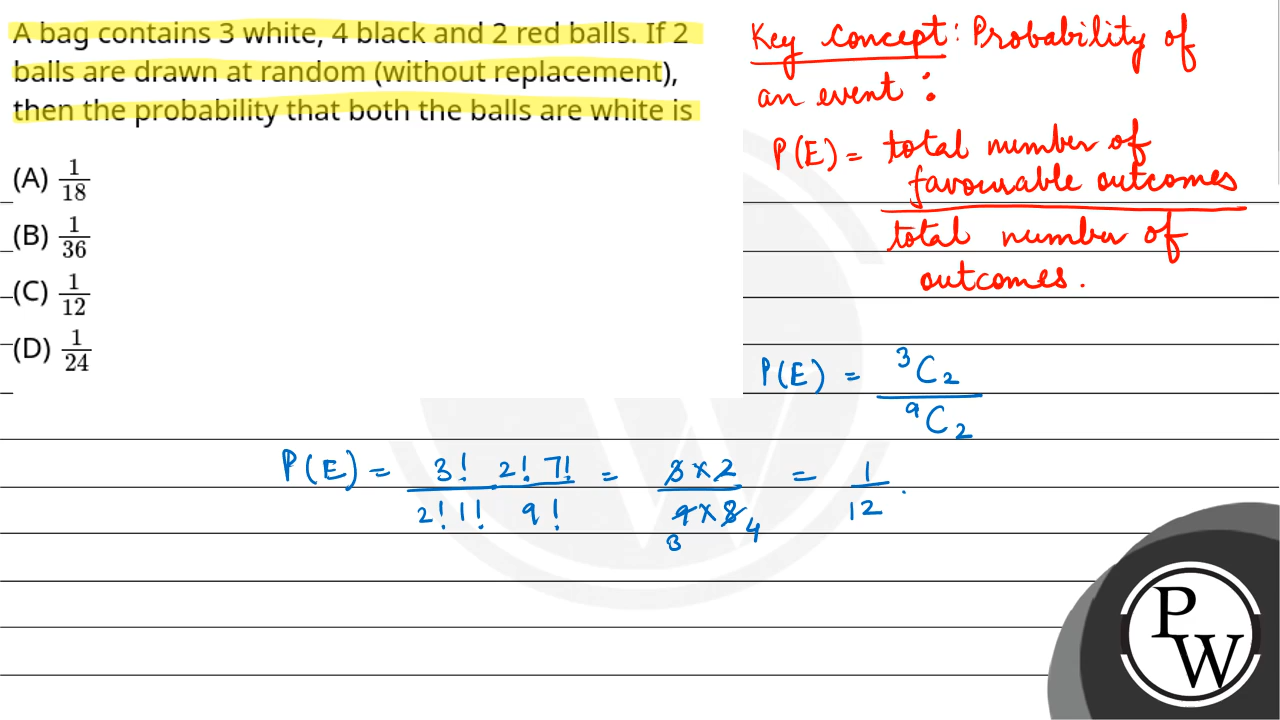 A bag contains 3 white, 4 black and 2 red balls. If 2
balls are drawn at random (without replacement),
then the probability that both the balls are white is
(A) 1/18
(B) 1/36
(C) 1/12
(D) 1/24
Key concept : Probability of
an event :
P(E) = total number of
favourable outcomes
total number of
outcomes.
P(E) = ³C₂ / ⁹C₂
P(E) = 3! / 2! 1! 2! 7! / 9! = 3 × 2 / 9 × 8 = 1 / 12 .
3 4
P
W